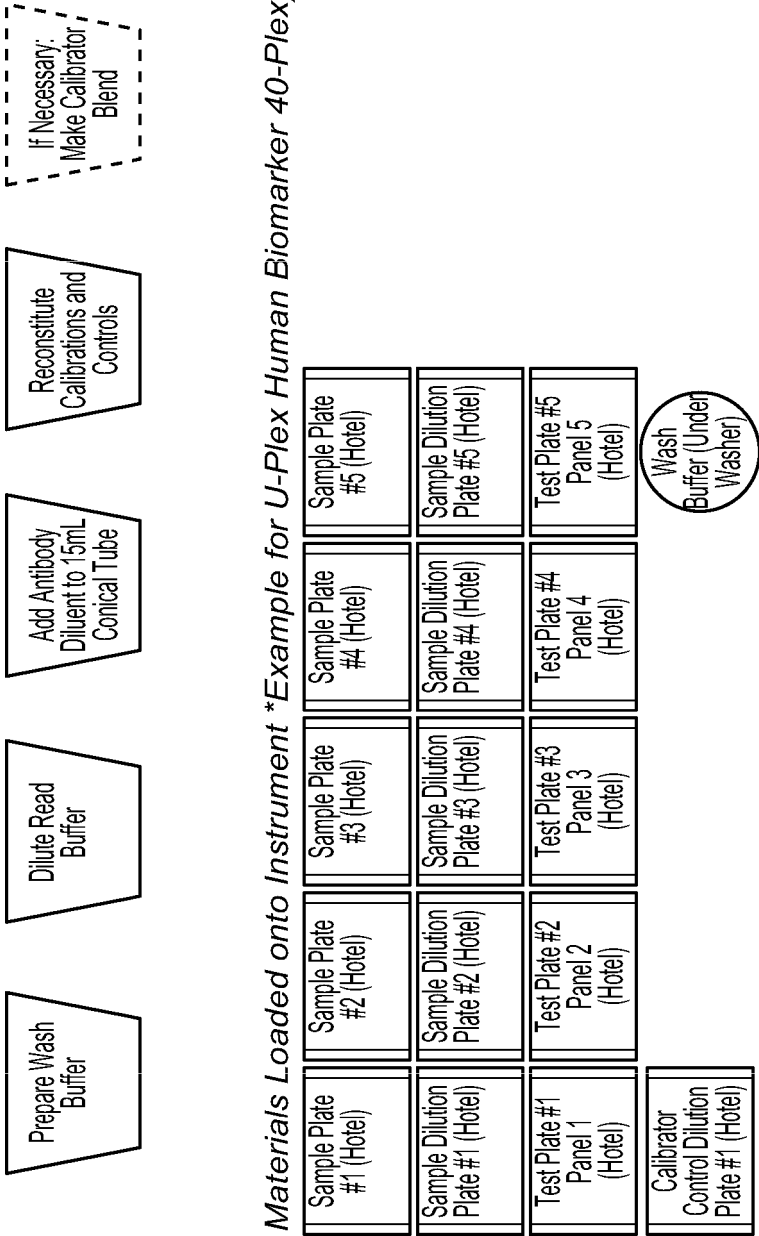 Prepare Wash
Buffer
Dilute Read
Buffer
Add Antibody
Diluent to 15mL
Conical Tube
Reconstitute
Calibrations and
Controls
If Necessary:
Make Calibrator
Blend
Materials Loaded onto Instrument *Example for U-Plex Human Biomarker 40-Plex
Sample Plate
#1 (Hotel)
Sample Plate
#2 (Hotel)
Sample Plate
#3 (Hotel)
Sample Plate
#4 (Hotel)
Sample Plate
#5 (Hotel)
Sample Dilution
Plate #1 (Hotel)
Sample Dilution
Plate #2 (Hotel)
Sample Dilution
Plate #3 (Hotel)
Sample Dilution
Plate #4 (Hotel)
Sample Dilution
Plate #5 (Hotel)
Test Plate #1
Panel 1
(Hotel)
Test Plate #2
Panel 2
(Hotel)
Test Plate #3
Panel 3
(Hotel)
Test Plate #4
Panel 4
(Hotel)
Test Plate #5
Panel 5
(Hotel)
Calibrator
Control Dilution
Plate #1 (Hotel)
Wash
Buffer (Under
Washer)